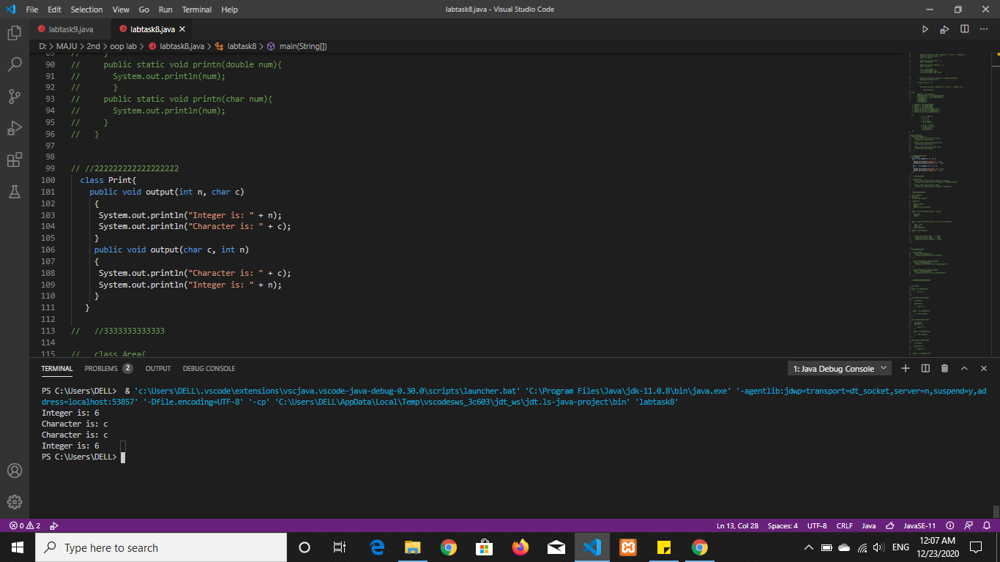 File Edit Selection View Go Run Terminal Help labtask8.java - Visual Studio Code
labtask9.java labtask8.java
D: > MAJU > 2nd > oop lab > labtask8.java > labtask8 > main(String[])
89 // }
90 // public static void printn(double num){
91 // System.out.println(num);
92 // }
93 // public static void printn(char num){
94 // System.out.println(num);
95 // }
96 // }
97
98
99 // //222222222222222222
100 class Print{
101 public void output(int n, char c)
102 {
103 System.out.println("Integer is: " + n);
104 System.out.println("Character is: " + c);
105 }
106 public void output(char c, int n)
107 {
108 System.out.println("Character is: " + c);
109 System.out.println("Integer is: " + n);
110 }
111 }
112
113 // //3333333333333
114
115 // class Area{
TERMINAL PROBLEMS 2 OUTPUT DEBUG CONSOLE 1: Java Debug Console
PS C:\Users\DELL> & 'c:\Users\DELL\.vscode\extensions\vscjava.vscode-java-debug-0.30.0\scripts\launcher.bat' 'C:\Program Files\Java\jdk-11.0.8\bin\java.exe' '-agentlib:jdwp=transport=dt_socket,server=n,suspend=y,ad
dress=localhost:53857' '-Dfile.encoding=UTF-8' '-cp' 'C:\Users\DELL\AppData\Local\Temp\vscodesws_3c603\jdt_ws\jdt.ls-java-project\bin' 'labtask8'
Integer is: 6
Character is: c
Character is: c
Integer is: 6
PS C:\Users\DELL>
0 2 Ln 13, Col 28 Spaces: 4 UTF-8 CRLF Java JavaSE-11
Type here to search ENG 12:07 AM
12/23/2020